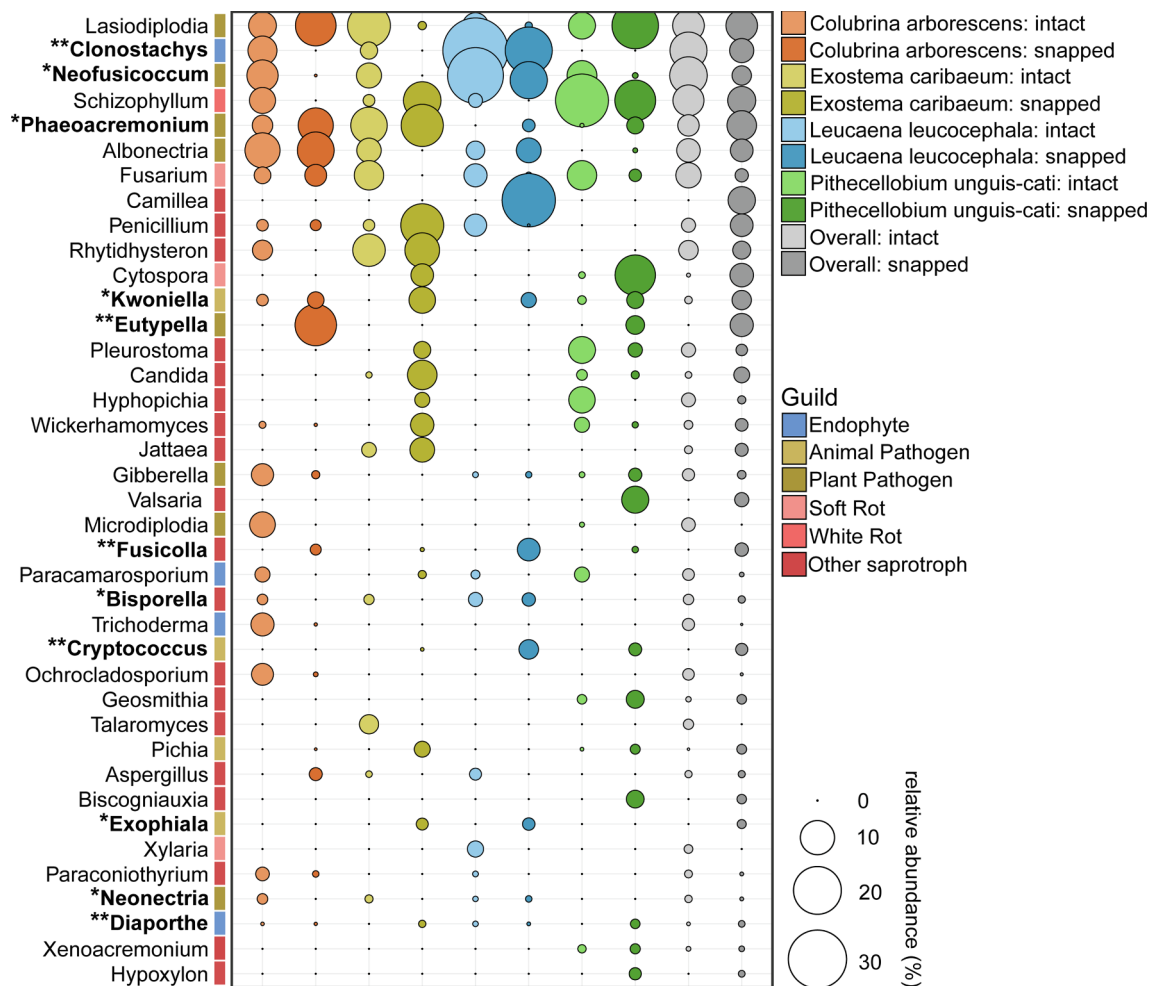 Lasiodiplodia
**Clonostachys
*Neofusicoccum
Schizophyllum
*Phaeoacremonium
Albonectria
Fusarium
Camillea
Penicillium
Rhytidhysteron
Cytospora
*Kwoniella
**Eutypella
Pleurostoma
Candida
Hyphopichia
Wickerhamomyces
Jattaea
Gibberella
Valsaria
Microdiplodia
**Fusicolla
Paracamarosporium
*Bisporella
Trichoderma
**Cryptococcus
Ochrocladosporium
Geosmithia
Talaromyces
Pichia
Aspergillus
Biscogniauxia
*Exophiala
Xylaria
Paraconiothyrium
*Neonectria
**Diaporthe
Xenoacremonium
Hypoxylon
Colubrina arborescens: intact
Colubrina arborescens: snapped
Exostema caribaeum: intact
Exostema caribaeum: snapped
Leucaena leucocephala: intact
Leucaena leucocephala: snapped
Pithecellobium unguis-cati: intact
Pithecellobium unguis-cati: snapped
Overall: intact
Overall: snapped
Guild
Endophyte
Animal Pathogen
Plant Pathogen
Soft Rot
White Rot
Other saprotroph
0
10
20
30
relative abundance (%)